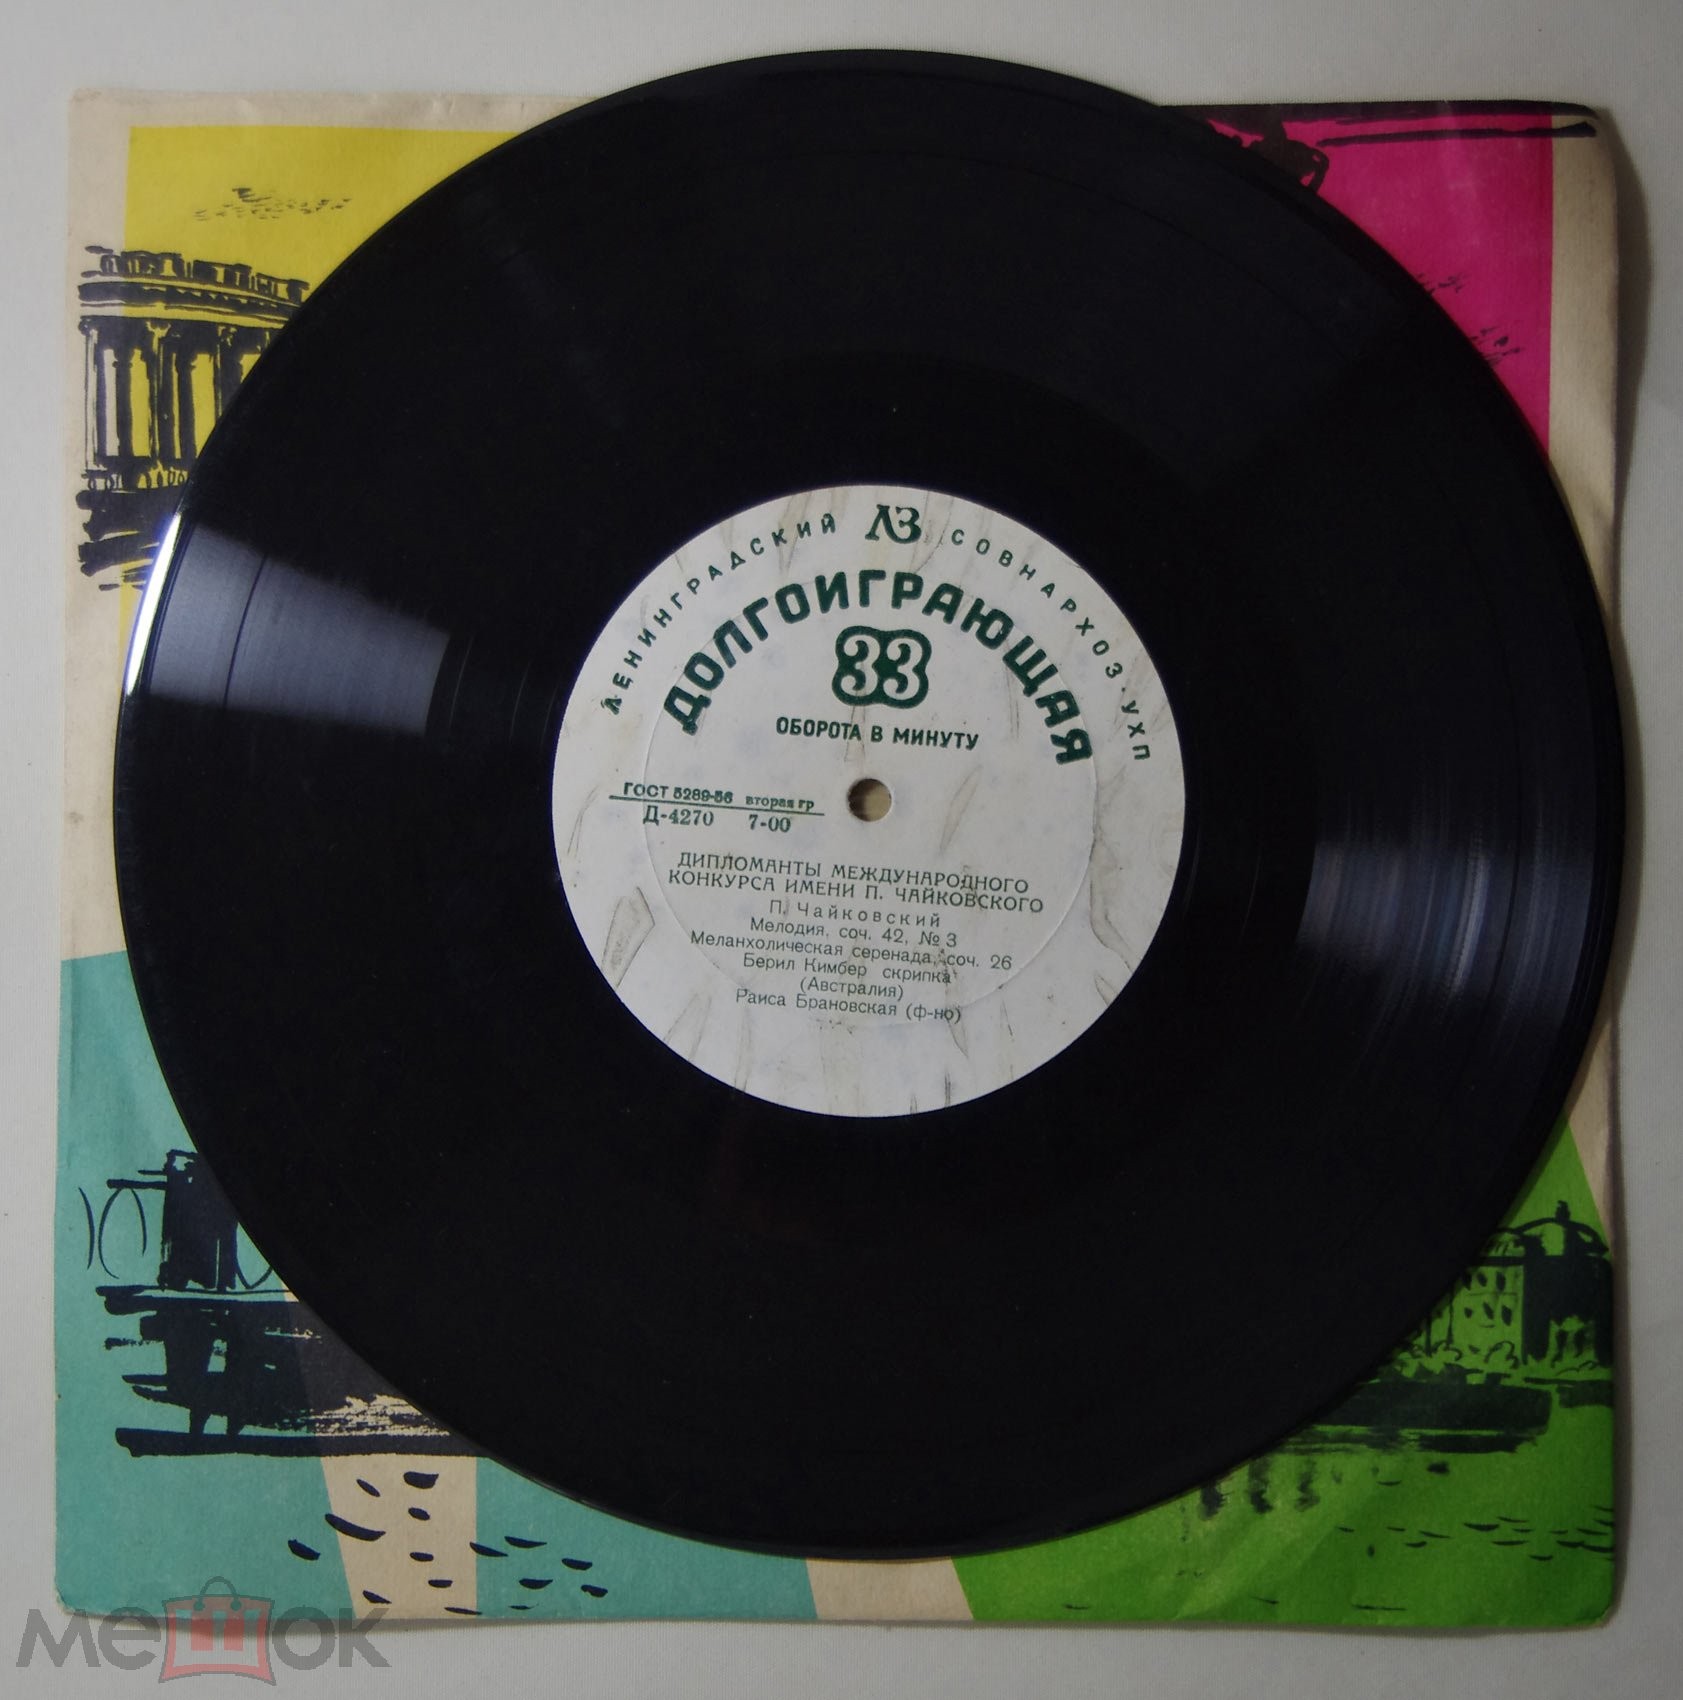 ЛЕНИНГРАДСКИЙ ЛЗ СОВНАРХОЗ·УХП
ДОЛГОИГРАЮЩАЯ
33
ОБОРОТА В МИНУТУ
ГОСТ 5289-56 вторая гр
Д-4270 7-00
ДИПЛОМАНТЫ МЕЖДУНАРОДНОГО
КОНКУРСА ИМЕНИ П. ЧАЙКОВСКОГО
П. Чайковский
Мелодия, соч. 42, № 3
Меланхолическая серенада, соч. 26
Берил Кимбер скрипка
(Австралия)
Раиса Брановская (ф-но)
мешок